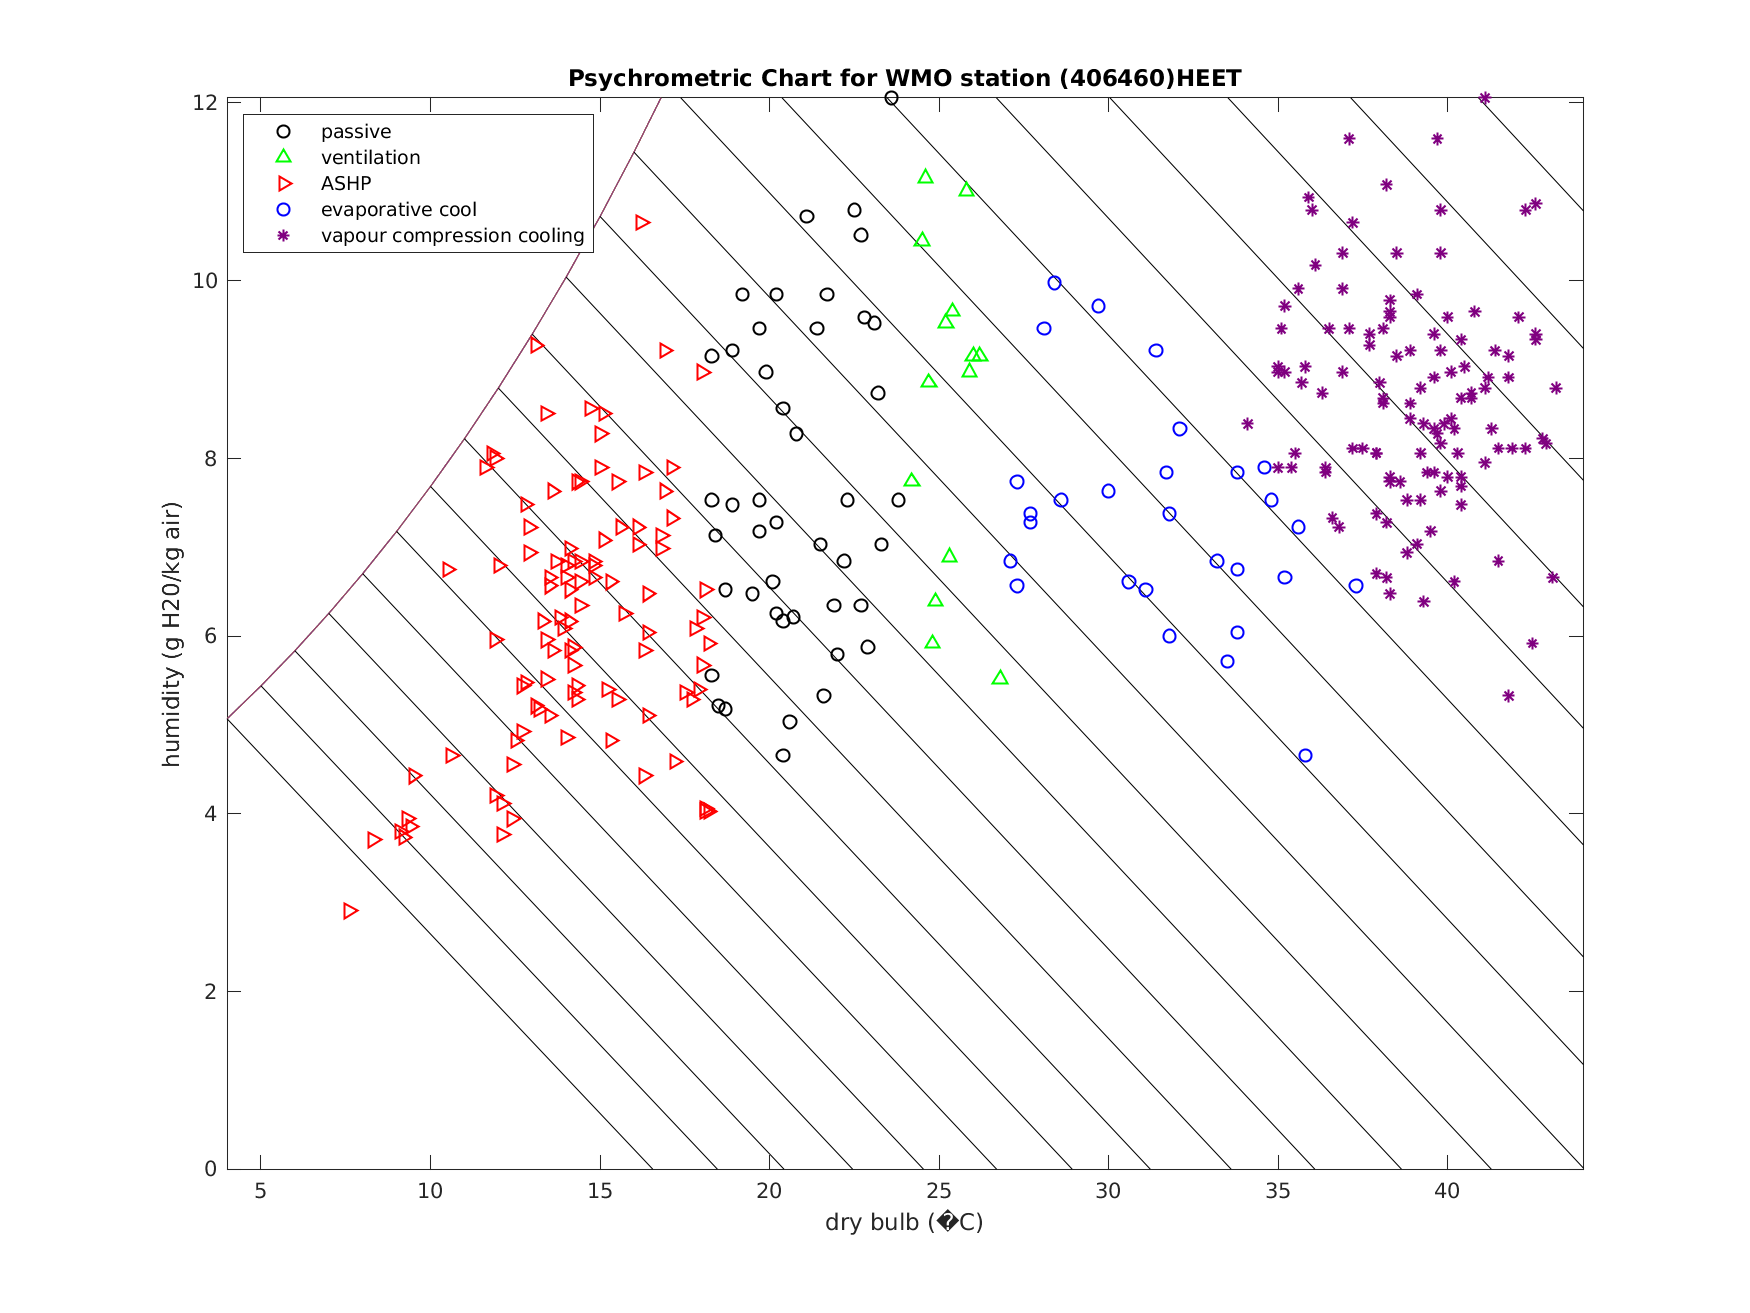 Psychrometric Chart for WMO station (406460)HEET
passive
ventilation
ASHP
evaporative cool
vapour compression cooling
humidity (g H20/kg air)
12
10
8
6
4
2
0
5 10 15 20 25 30 35 40
dry bulb (�C)